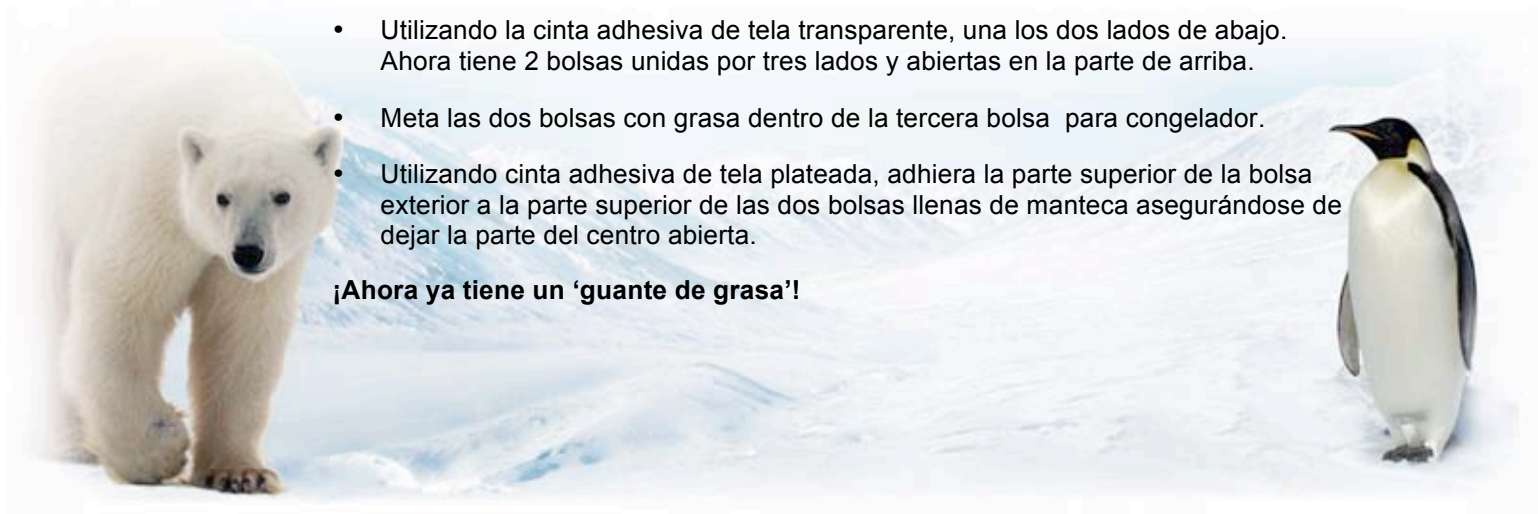 • Utilizando la cinta adhesiva de tela transparente, una los dos lados de abajo.
Ahora tiene 2 bolsas unidas por tres lados y abiertas en la parte de arriba.
• Meta las dos bolsas con grasa dentro de la tercera bolsa  para congelador.
• Utilizando cinta adhesiva de tela plateada, adhiera la parte superior de la bolsa
exterior a la parte superior de las dos bolsas llenas de manteca asegurándose de
dejar la parte del centro abierta.
¡Ahora ya tiene un ‘guante de grasa’!